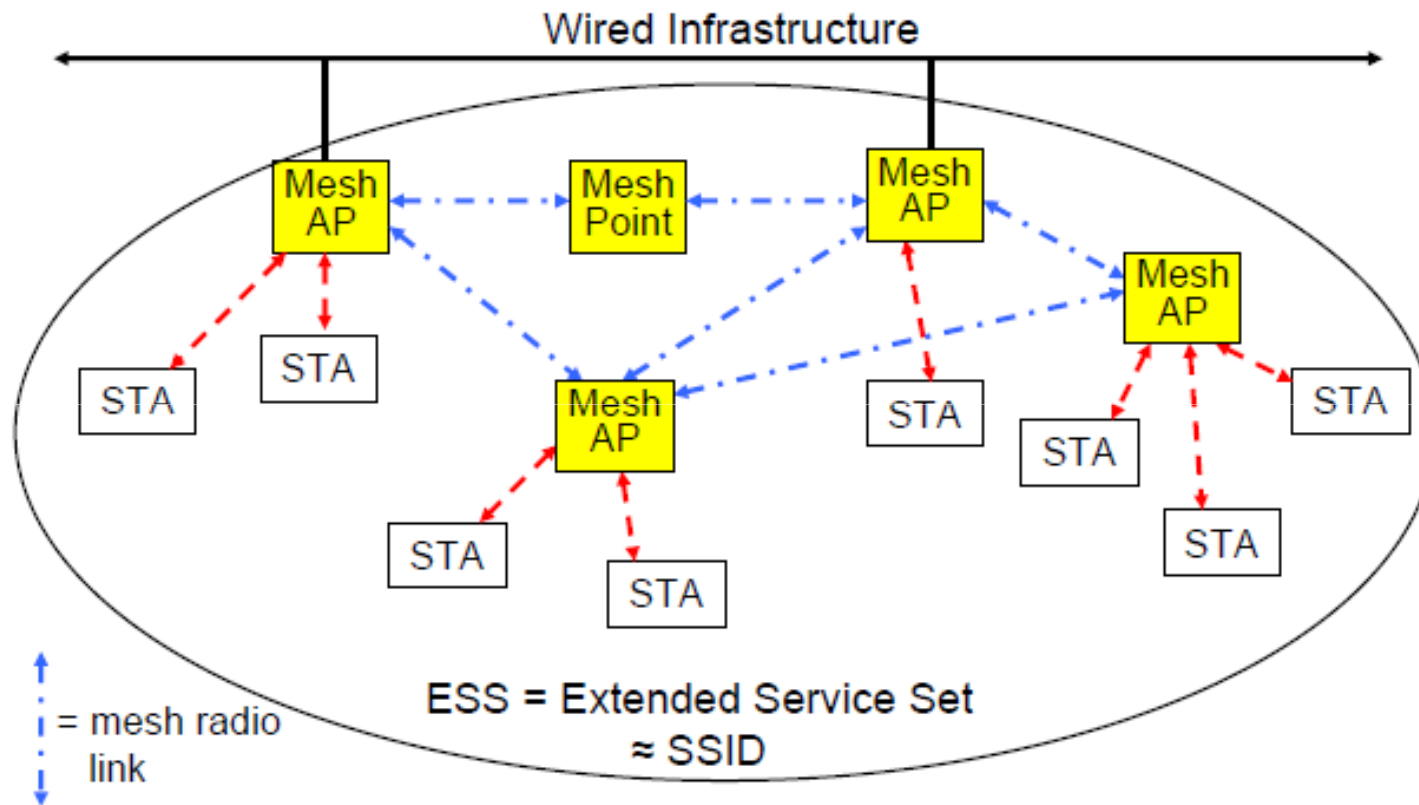 Wired Infrastructure
Mesh
AP
Mesh
Point
Mesh
AP
Mesh
AP
STA
STA
Mesh
AP
STA
STA
STA
STA
STA
STA
ESS = Extended Service Set
≈ SSID
= mesh radio
link